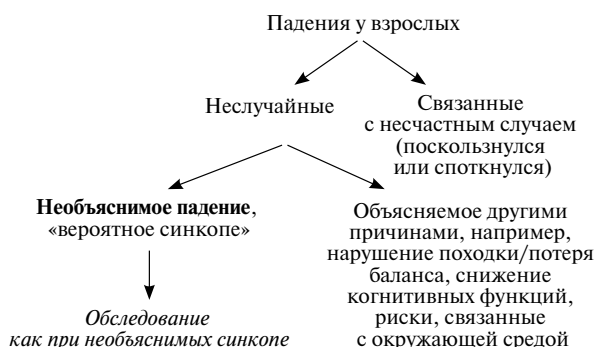 Падения у взрослых
Неслучайные
Связанные
с несчастным случаем
(поскользнулся
или споткнулся)
Необъяснимое падение,
«вероятное синкопе»
Объясняемое другими
причинами, например,
нарушение походки/потеря
баланса, снижение
когнитивных функций,
риски, связанные
с окружающей средой
Обследование
как при необъяснимых синкопе